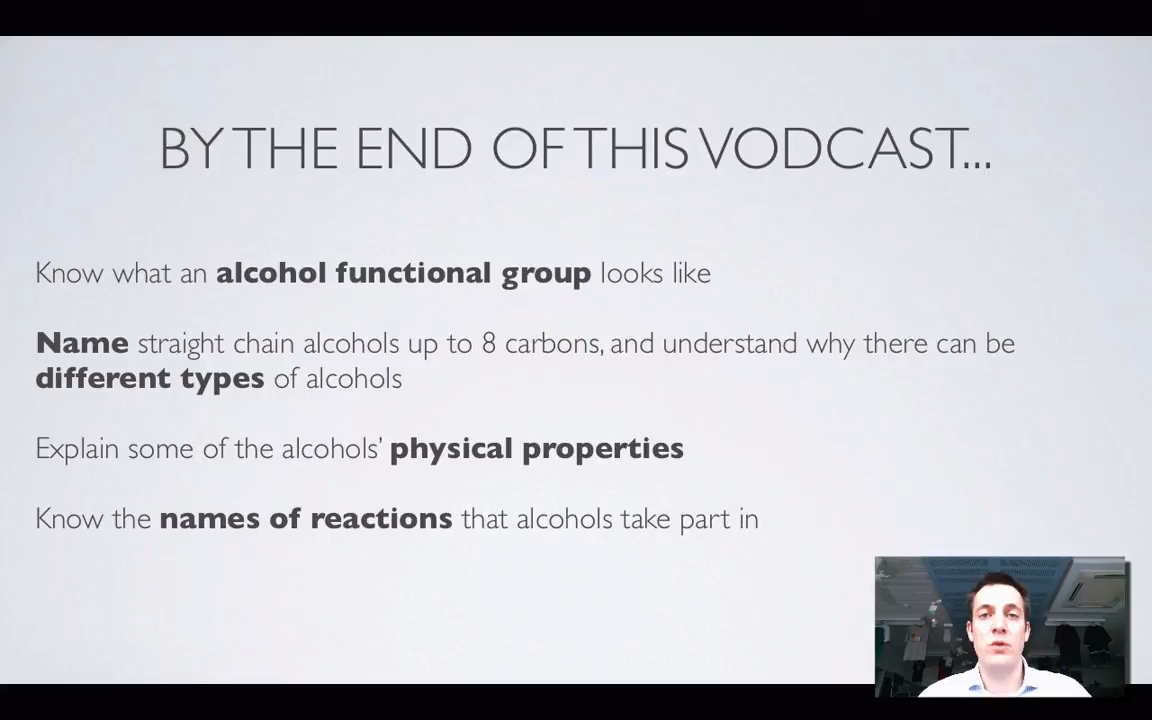 BY THE END OF THIS VODCAST...
Know what an alcohol functional group looks like
Name straight chain alcohols up to 8 carbons, and understand why there can be
different types of alcohols
Explain some of the alcohols’ physical properties
Know the names of reactions that alcohols take part in